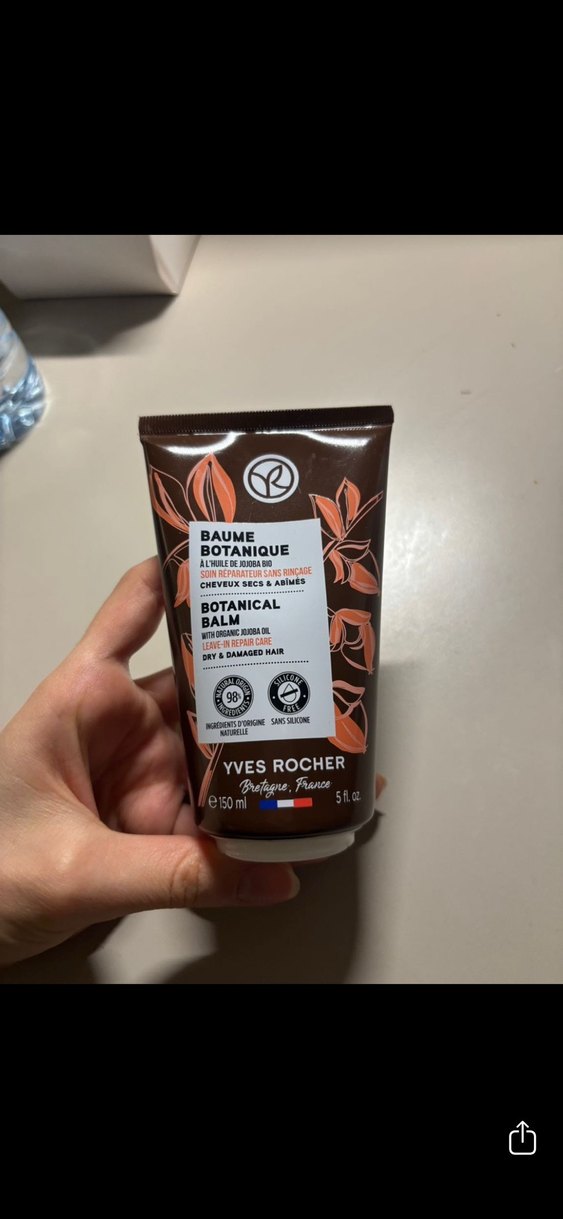 YR
BAUME
BOTANIQUE
À L'HUILE DE JOJOBA BIO
SOIN RÉPARATEUR SANS RINÇAGE
CHEVEUX SECS & ABÎMÉS
BOTANICAL
BALM
WITH ORGANIC JOJOBA OIL
LEAVE-IN REPAIR CARE
DRY & DAMAGED HAIR
NATURAL ORIGIN
98%
INGREDIENTS
SILICONE
FREE
INGRÉDIENTS D'ORIGINE
NATURELLE
SANS SILICONE
YVES ROCHER
Bretagne, France
e 150 ml
5 fl. oz.